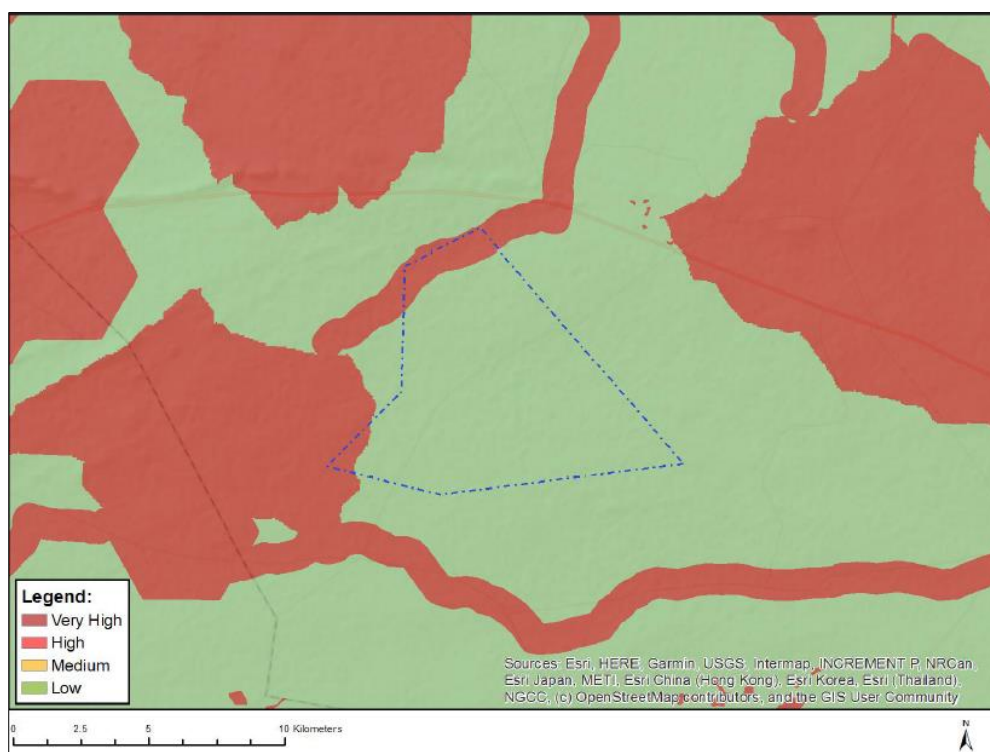 Legend:
Very High
High
Medium
Low
Sources: Esri, HERE, Garmin, USGS, Intermap, INCREMENT P, NRCan,
Esri Japan, METI, Esri China (Hong Kong), Esri Korea, Esri (Thailand),
NGCC, (c) OpenStreetMap contributors, and the GIS User Community
0 2.5 5 10 Kilometers
N